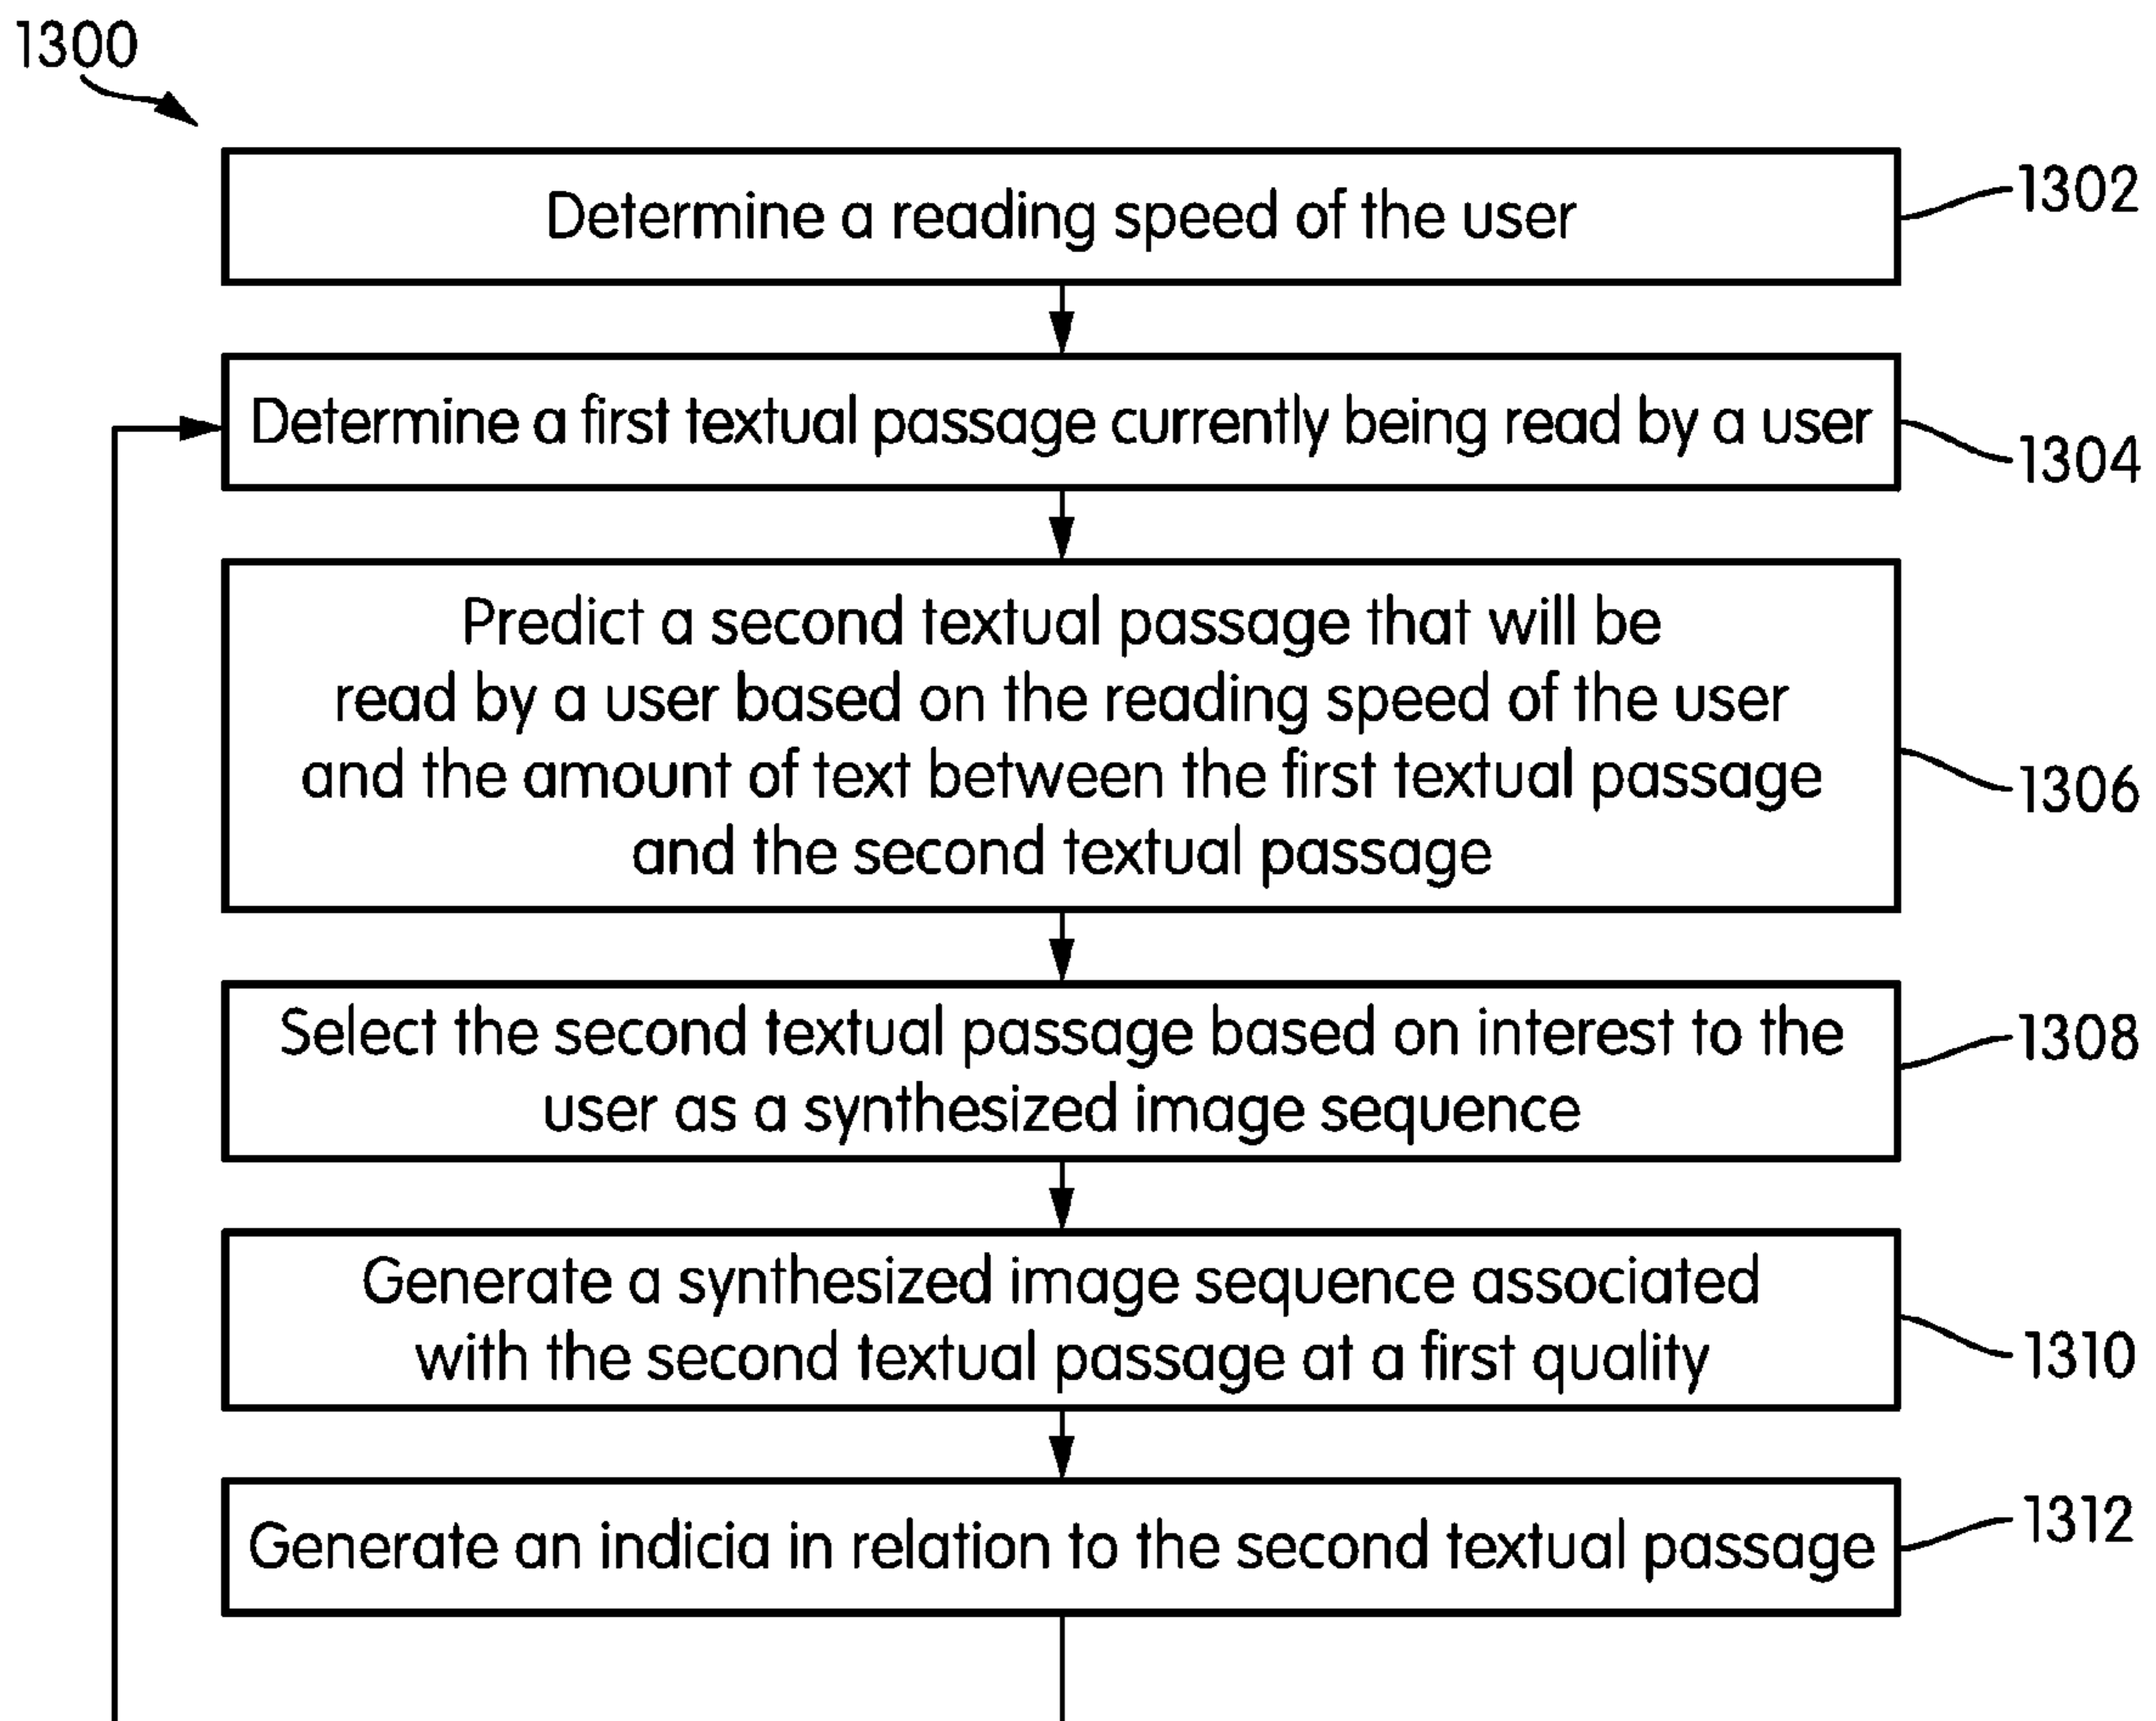 1300
Determine a reading speed of the user
1302
Determine a first textual passage currently being read by a user
1304
Predict a second textual passage that will be
read by a user based on the reading speed of the user
and the amount of text between the first textual passage
and the second textual passage
1306
Select the second textual passage based on interest to the
user as a synthesized image sequence
1308
Generate a synthesized image sequence associated
with the second textual passage at a first quality
1310
Generate an indicia in relation to the second textual passage
1312